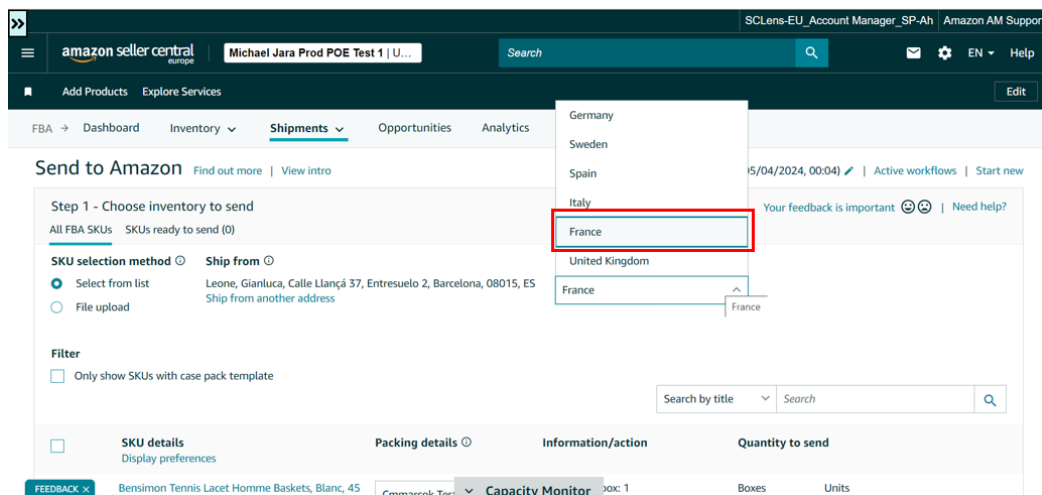 SCLens-EU_Account Manager_SP-Ah Amazon AM Suppor
amazon seller central
europe
Michael Jara Prod POE Test 1 | U...
Search
EN
Help
Add Products Explore Services
Edit
FBA → Dashboard Inventory Shipments Opportunities Analytics
Germany
Sweden
Spain
Italy
France
United Kingdom
France
France
Send to Amazon Find out more | View intro
5/04/2024, 00:04) | Active workflows | Start new
Step 1 - Choose inventory to send
Your feedback is important | Need help?
All FBA SKUs SKUs ready to send (0)
SKU selection method Ship from
Select from list
Leone, Gianluca, Calle Llançá 37, Entresuelo 2, Barcelona, 08015, ES
Ship from another address
File upload
Filter
Only show SKUs with case pack template
Search by title Search
SKU details Packing details Information/action Quantity to send
Display preferences
FEEDBACK
Bensimon Tennis Lacet Homme Baskets, Blanc, 45
Capacity Monitor
box: 1
Boxes Units